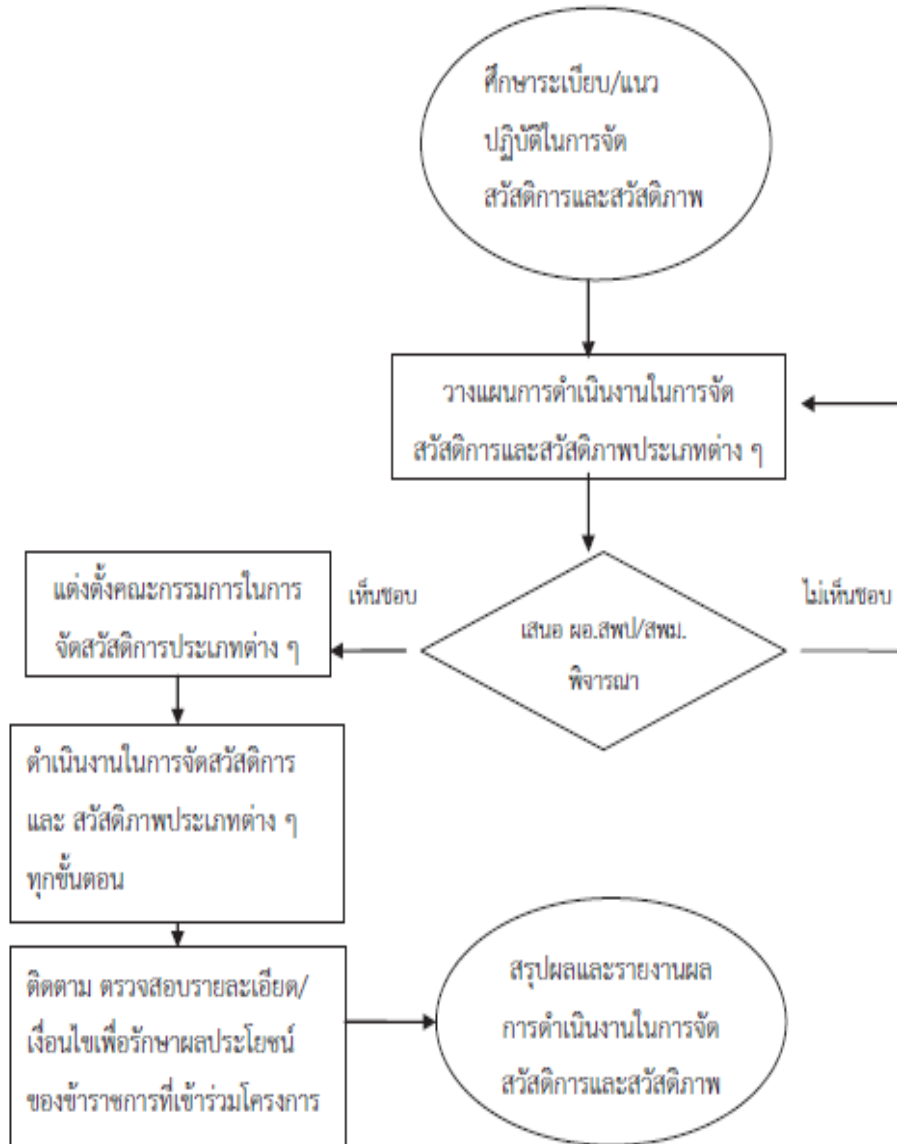 ศึกษาระเบียบ/แนว
ปฏิบัติในการจัด
สวัสดิการและสวัสดิภาพ
วางแผนการดำเนินงานในการจัด
สวัสดิการและสวัสดิภาพประเภทต่าง ๆ
แต่งตั้งคณะกรรมการในการ
จัดสวัสดิการประเภทต่าง ๆ
เห็นชอบ
เสนอ ผอ.สพป/สพม.
พิจารณา
ไม่เห็นชอบ
ดำเนินงานในการจัดสวัสดิการ
และ สวัสดิภาพประเภทต่าง ๆ
ทุกขั้นตอน
ติดตาม ตรวจสอบรายละเอียด/
เงื่อนไขเพื่อรักษาผลประโยชน์
ของข้าราชการที่เข้าร่วมโครงการ
สรุปผลและรายงานผล
การดำเนินงานในการจัด
สวัสดิการและสวัสดิภาพ